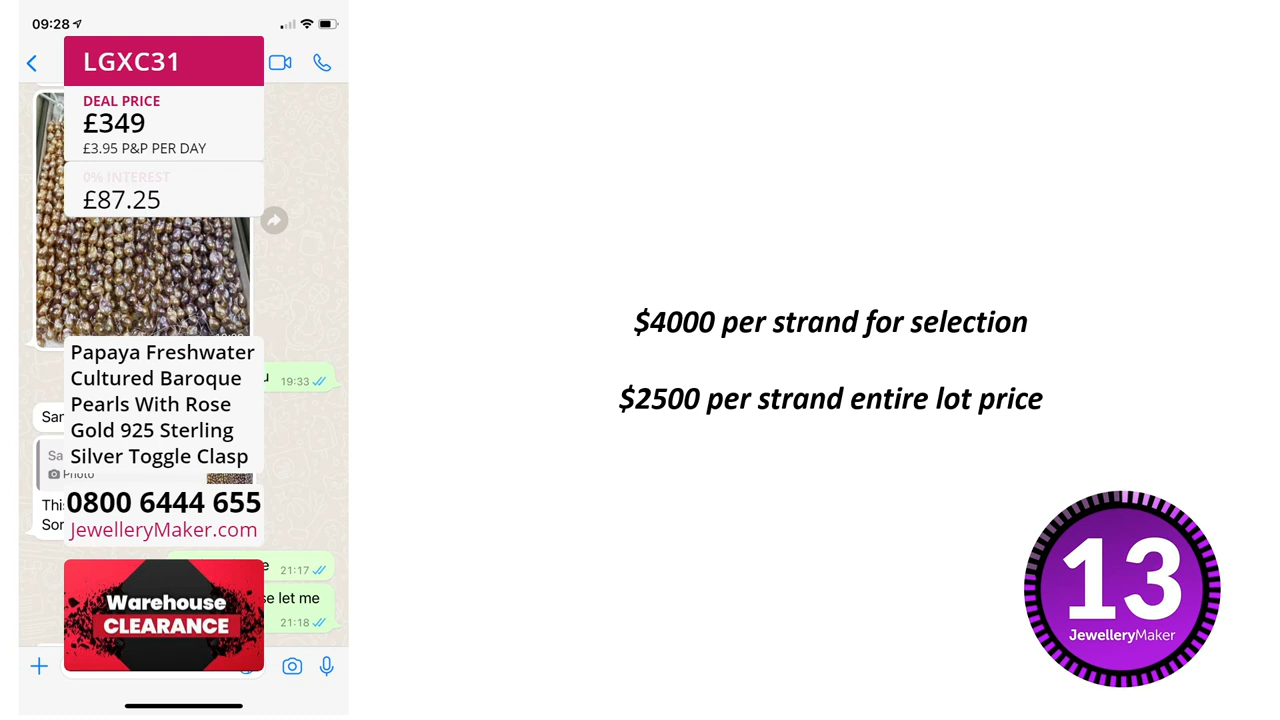 09:28
LGXC31
DEAL PRICE
£349
£3.95 P&P PER DAY
0% INTEREST
£87.25
Papaya Freshwater
Cultured Baroque
Pearls With Rose
Gold 925 Sterling
Silver Toggle Clasp
19:33
Photo
0800 6444 655
JewelleryMaker.com
21:17
se let me
21:18
Warehouse
CLEARANCE
$4000 per strand for selection
$2500 per strand entire lot price
13
JewelleryMaker